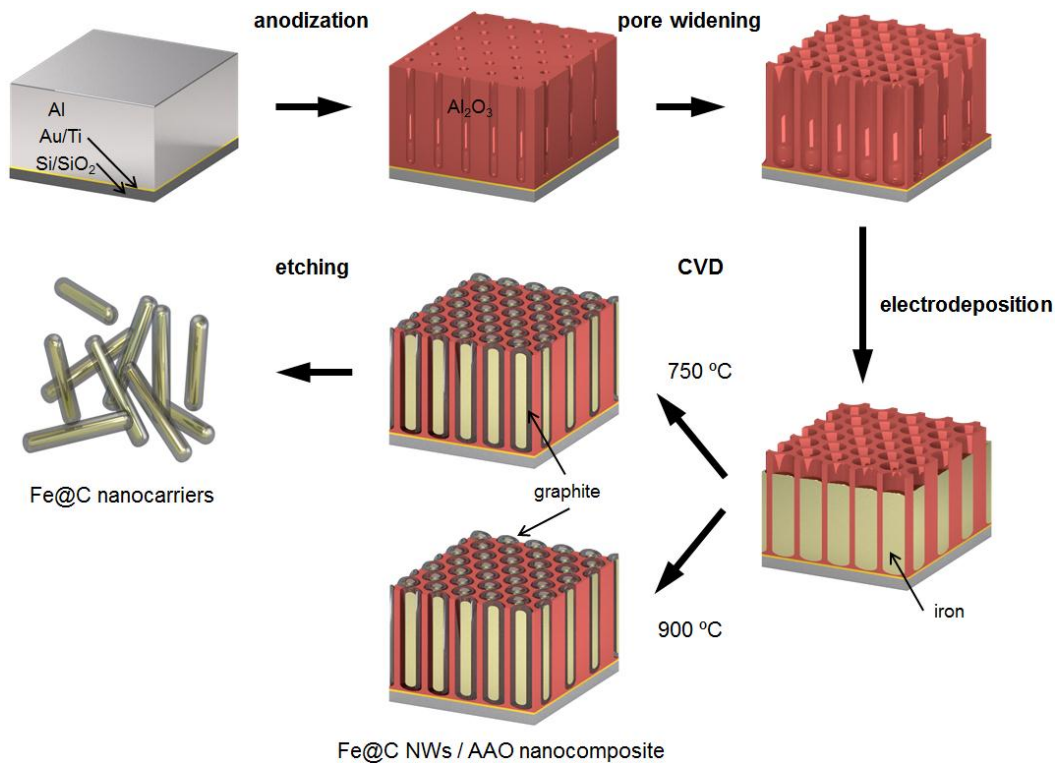 anodization
pore widening
Al
Au/Ti
Si/SiO₂
Al₂O₃
etching
CVD
electrodeposition
750 ºC
Fe@C nanocarriers
graphite
iron
900 ºC
Fe@C NWs / AAO nanocomposite